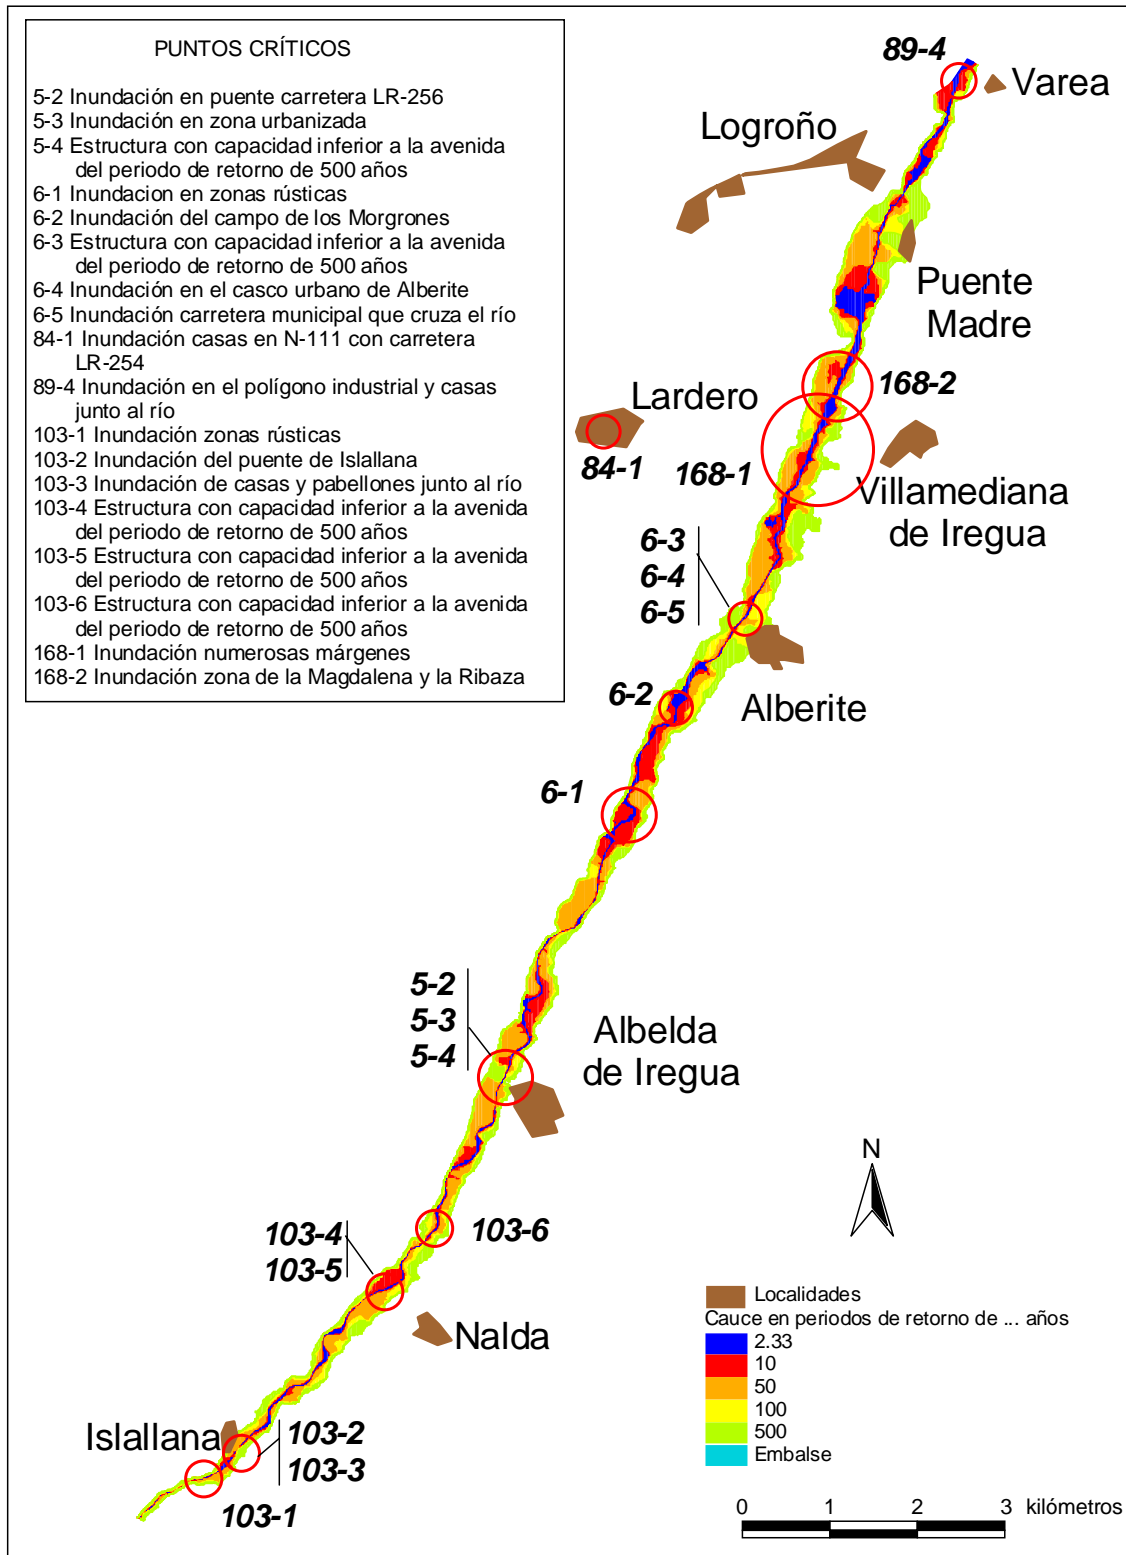 PUNTOS CRÍTICOS
5-2 Inundación en puente carretera LR-256
5-3 Inundación en zona urbanizada
5-4 Estructura con capacidad inferior a la avenida
del periodo de retorno de 500 años
6-1 Inundacion en zonas rústicas
6-2 Inundación del campo de los Morgrones
6-3 Estructura con capacidad inferior a la avenida
del periodo de retorno de 500 años
6-4 Inundación en el casco urbano de Alberite
6-5 Inundación carretera municipal que cruza el río
84-1 Inundación casas en N-111 con carretera
LR-254
89-4 Inundación en el polígono industrial y casas
junto al río
103-1 Inundación zonas rústicas
103-2 Inundación del puente de Islallana
103-3 Inundación de casas y pabellones junto al río
103-4 Estructura con capacidad inferior a la avenida
del periodo de retorno de 500 años
103-5 Estructura con capacidad inferior a la avenida
del periodo de retorno de 500 años
103-6 Estructura con capacidad inferior a la avenida
del periodo de retorno de 500 años
168-1 Inundación numerosas márgenes
168-2 Inundación zona de la Magdalena y la Ribaza
89-4
Varea
Logroño
Puente
Madre
168-2
Lardero
84-1
168-1
Villamediana
de Iregua
6-3
6-4
6-5
6-2
Alberite
6-1
5-2
5-3
5-4
Albelda
de Iregua
N
103-4
103-5
103-6
Nalda
Islallana
103-2
103-3
103-1
Localidades
Cauce en periodos de retorno de ... años
2.33
10
50
100
500
Embalse
0 1 2 3 kilómetros